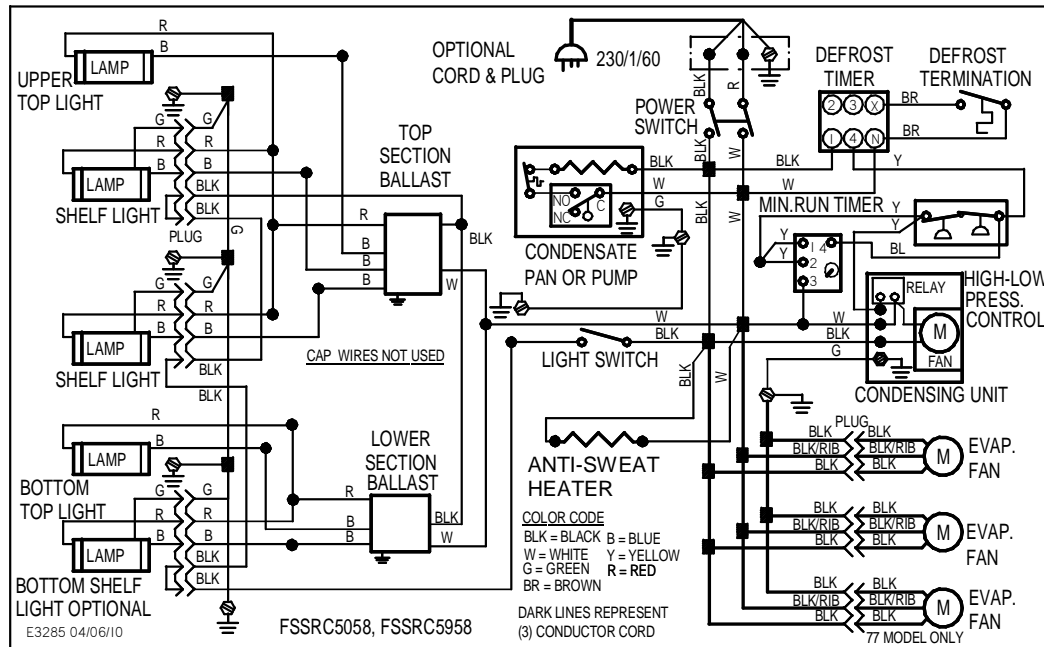 R
B
LAMP
UPPER
TOP LIGHT
G
G
R
R
B
B
BLK
BLK
LAMP
SHELF LIGHT
PLUG
G
G
G
R
R
B
B
LAMP
SHELF LIGHT
BLK
BLK
R
B
LAMP
BOTTOM
TOP LIGHT
G
G
R
R
B
B
BLK
BLK
LAMP
BOTTOM SHELF
LIGHT OPTIONAL
E3285 04/06/10
TOP
SECTION
BALLAST
R
B
B
B
BLK
W
CAP WIRES NOT USED
LOWER
SECTION
BALLAST
R
B
B
BLK
W
FSSRC5058, FSSRC5958
OPTIONAL
CORD & PLUG
230/1/60
BLK
R
POWER
SWITCH
BLK
W
BLK
W
G
NO
NC
C
CONDENSATE
PAN OR PUMP
BLK
W
W
BLK
LIGHT SWITCH
BLK
W
ANTI-SWEAT
HEATER
COLOR CODE
BLK = BLACK B = BLUE
W = WHITE Y = YELLOW
G = GREEN R = RED
BR = BROWN
DARK LINES REPRESENT
(3) CONDUCTOR CORD
DEFROST
TIMER
2 3 X
1 4 N
DEFROST
TERMINATION
BR
BR
BLK
Y
W
MIN.RUN TIMER
Y
Y
Y
Y
1 4
2
3
BL
HIGH-LOW
PRESS.
CONTROL
RELAY
W
BLK
G
M
FAN
CONDENSING UNIT
PLUG
BLK BLK
BLK/RIB BLK/RIB
BLK BLK
M
EVAP.
FAN
BLK BLK
BLK/RIB BLK/RIB
BLK BLK
M
EVAP.
FAN
BLK BLK
BLK/RIB BLK/RIB
BLK BLK
M
EVAP.
FAN
77 MODEL ONLY